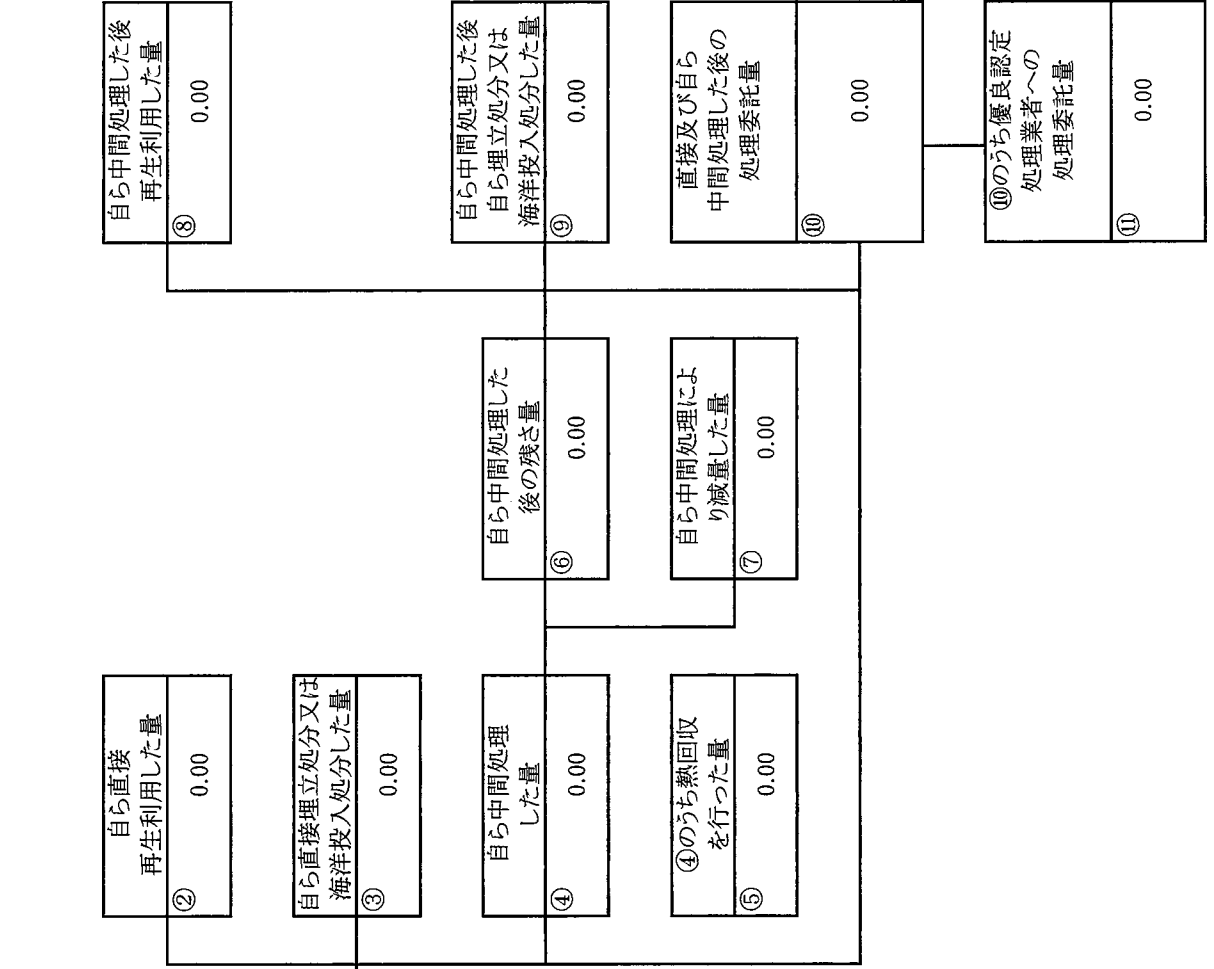 自ら直接
再生利用した量
②
0.00
自ら直接埋立処分又は
海洋投入処分した量
③
0.00
自ら中間処理
した量
④
0.00
④のうち熱回収
を行った量
⑤
0.00
自ら中間処理した
後の残さ量
⑥
0.00
自ら中間処理によ
り減量した量
⑦
0.00
自ら中間処理した後
再生利用した量
⑧
0.00
自ら中間処理した後
自ら埋立処分又は
海洋投入処分した量
⑨
0.00
直接及び自ら
中間処理した後の
処理委託量
⑩
0.00
⑩のうち優良認定
処理業者への
処理委託量
⑪
0.00